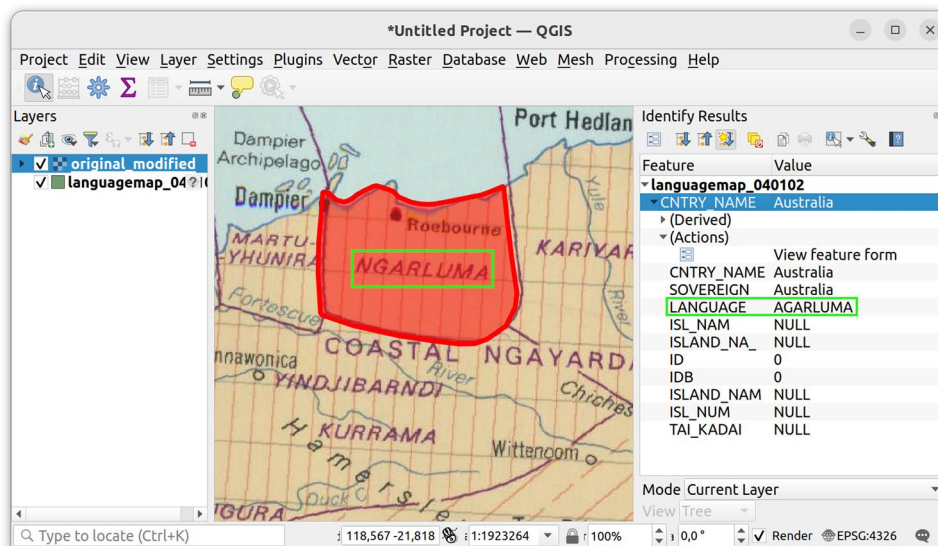 *Untitled Project — QGIS
Project Edit View Layer Settings Plugins Vector Raster Database Web Mesh Processing Help
Layers
original_modified
languagemap_04
Port Hedlan
Dampier
Archipelago
Dampier
Roebourne
Yule
MARTU-
YHUNIRA
NGARLUMA
KARIYAR
River
Fortescue
COASTAL NGAYARD
nnawonica
River
YINDJIBARNDI
Chiches
KURRAMA
Wittenoom
Hamersle
Duck C
IGURA
Identify Results
Feature Value
languagemap_040102
CNTRY_NAME Australia
(Derived)
(Actions)
View feature form
CNTRY_NAME Australia
SOVEREIGN Australia
LANGUAGE AGARLUMA
ISL_NAM NULL
ISLAND_NA_ NULL
ID 0
IDB 0
ISLAND_NAM NULL
ISL_NUM NULL
TAI_KADAI NULL
Mode Current Layer
View Tree
Type to locate (Ctrl+K)
118,567 -21,818
1:1923264
100%
0,0 °
Render
EPSG:4326